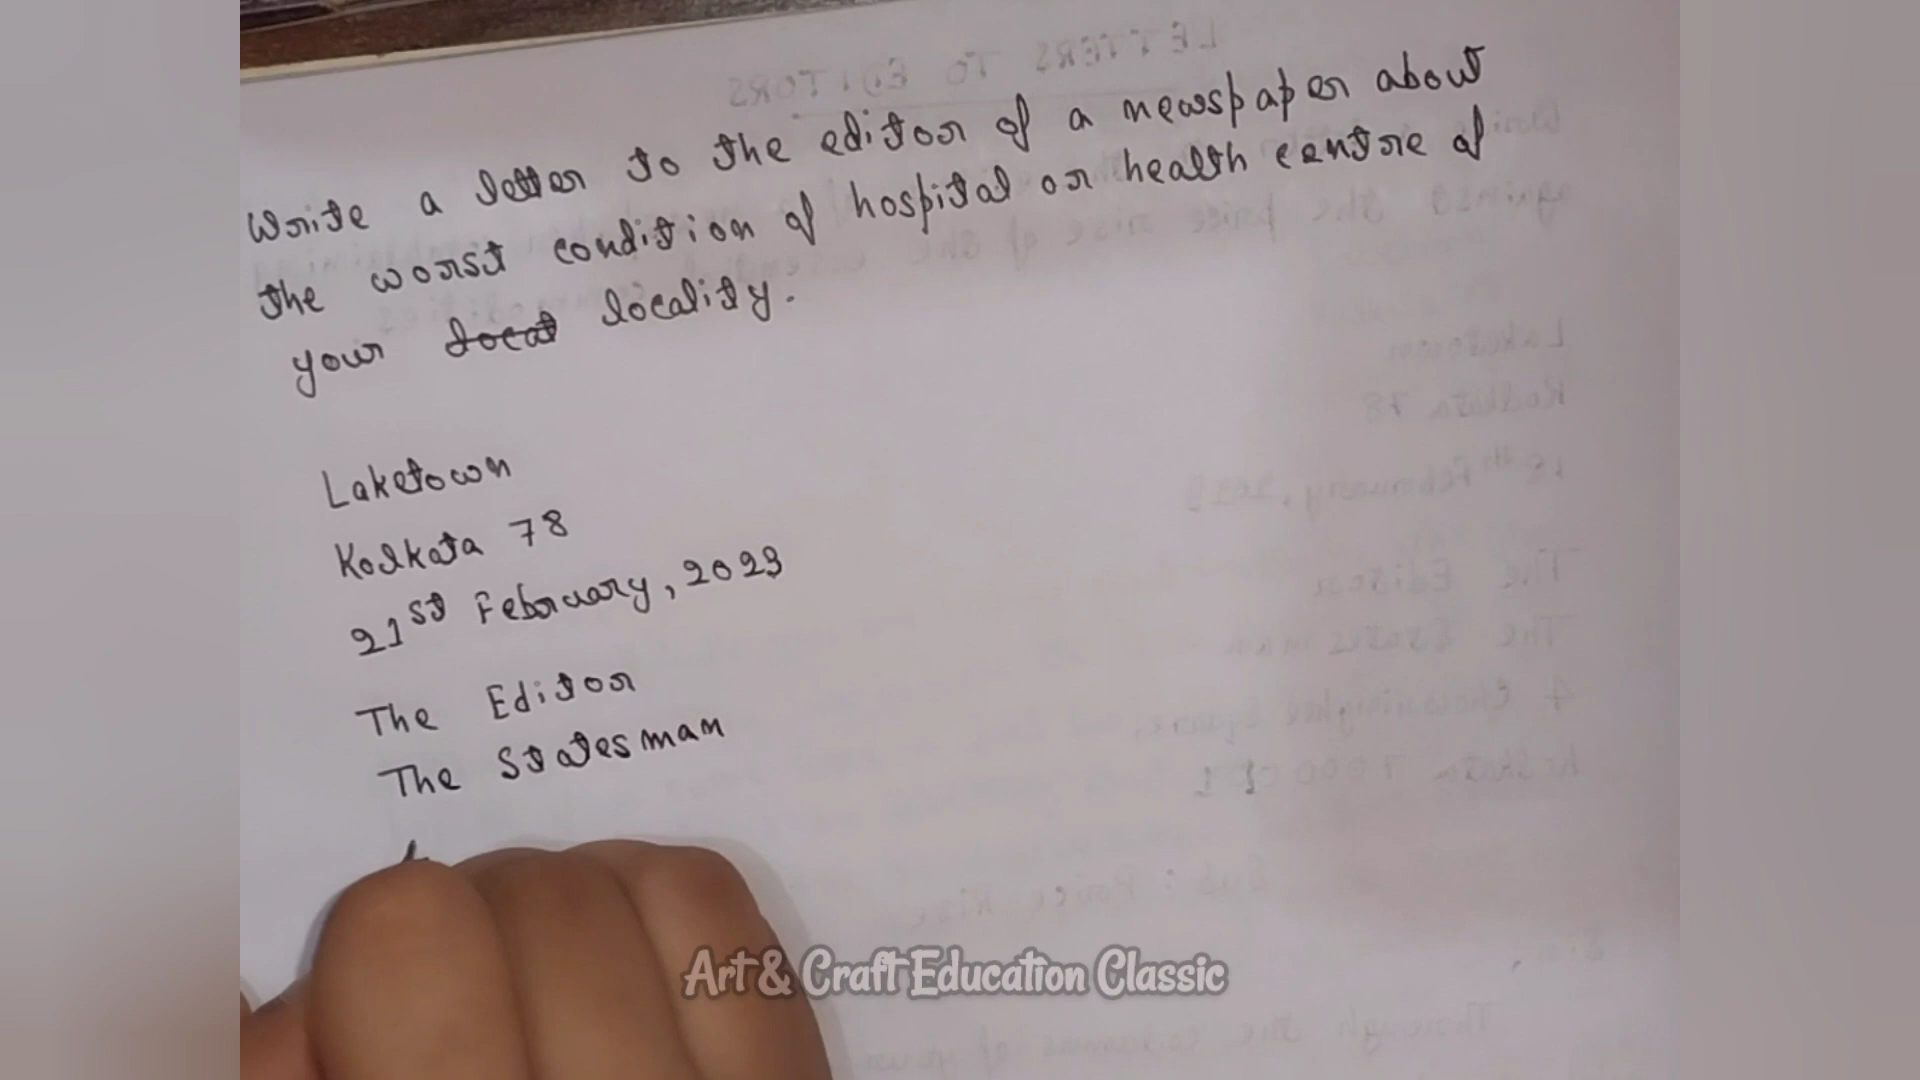 Write a letter to the editor of a newspaper about
the worst condition of hospital or health centre of
your locality.
Laketown
Kolkata 78
21st February, 2023
The Editor
The Statesman
Art & Craft Education Classic